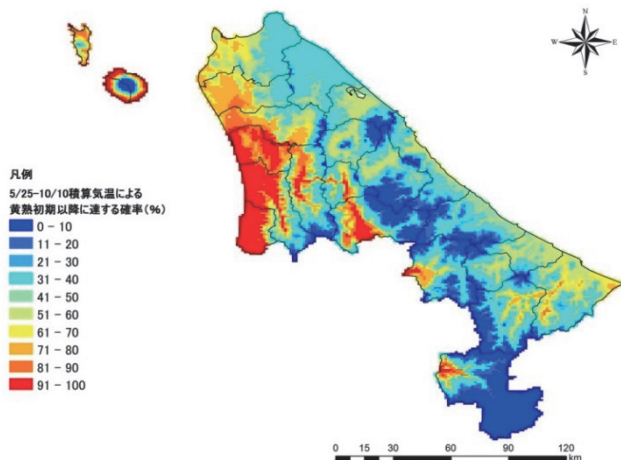 N
W E
S
凡例
5/25-10/10積算気温による
黄熟初期以降に達する確率(%)
0 - 10
11 - 20
21 - 30
31 - 40
41 - 50
51 - 60
61 - 70
71 - 80
81 - 90
91 - 100
0 15 30 60 90 120
km